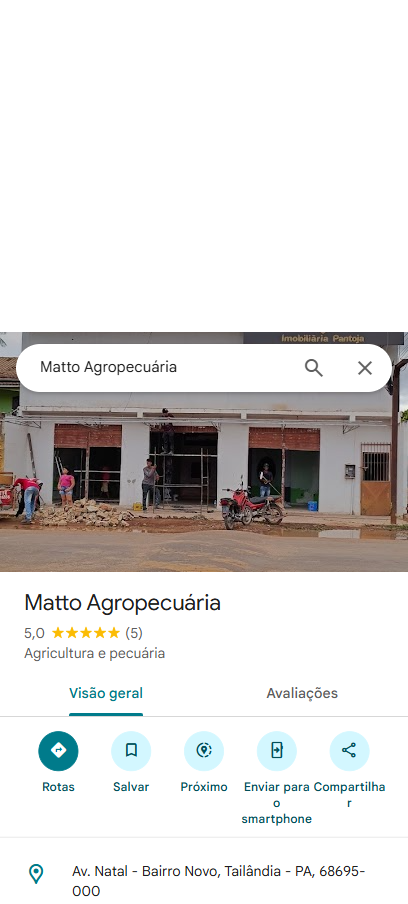 Imobiliária Pantoja
Matto Agropecuária
Matto Agropecuária
5,0 (5)
Agricultura e pecuária
Visão geral Avaliações
Rotas Salvar Próximo Enviar para Compartilha
o r
smartphone
Av. Natal - Bairro Novo, Tailândia - PA, 68695-
000